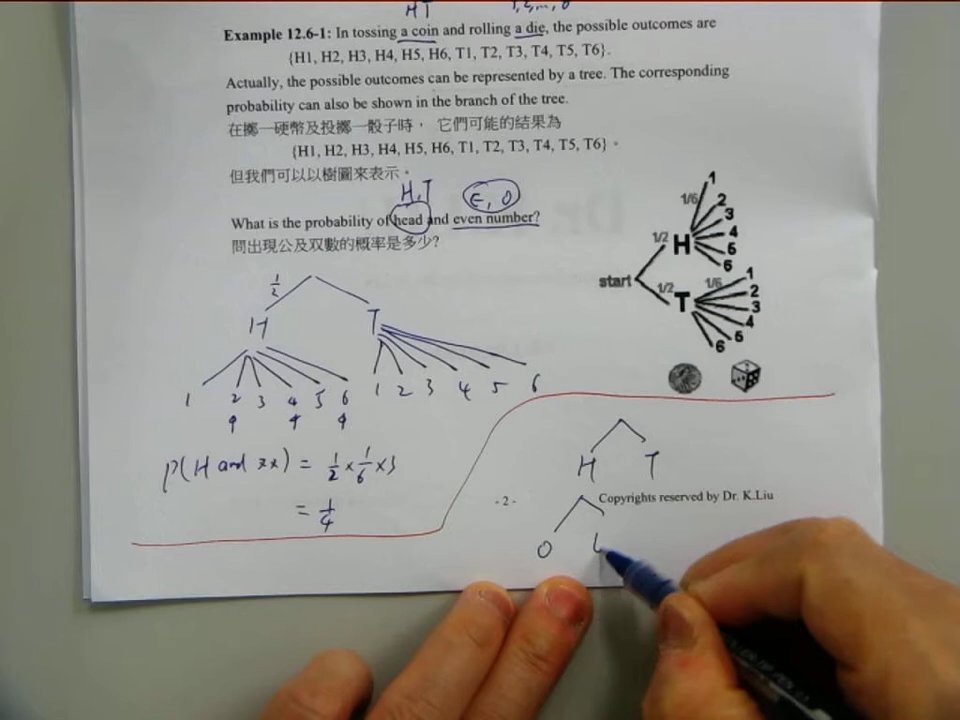 H T
Example 12.6-1: In tossing a coin and rolling a die, the possible outcomes are
{H1, H2, H3, H4, H5, H6, T1, T2, T3, T4, T5, T6}.
Actually, the possible outcomes can be represented by a tree. The corresponding
probability can also be shown in the branch of the tree.
在擲一硬幣及投擲一骰子時， 它們可能的結果為
{H1, H2, H3, H4, H5, H6, T1, T2, T3, T4, T5, T6}。
但我們可以以樹圖來表示。
H, T E, O
What is the probability of head and even number?
問出現公及双數的概率是多少?
1/2
H T
1 2 3 4 5 6 1 2 3 4 5 6
P(H and xx) = 1/2 x 1/6 x 3
= 1/4
start
1/2 H 1/6 1 2 3 4 5 6
1/2 T 1/6 1 2 3 4 5 6
H T
- 2 -
Copyrights reserved by Dr. K.Liu
O